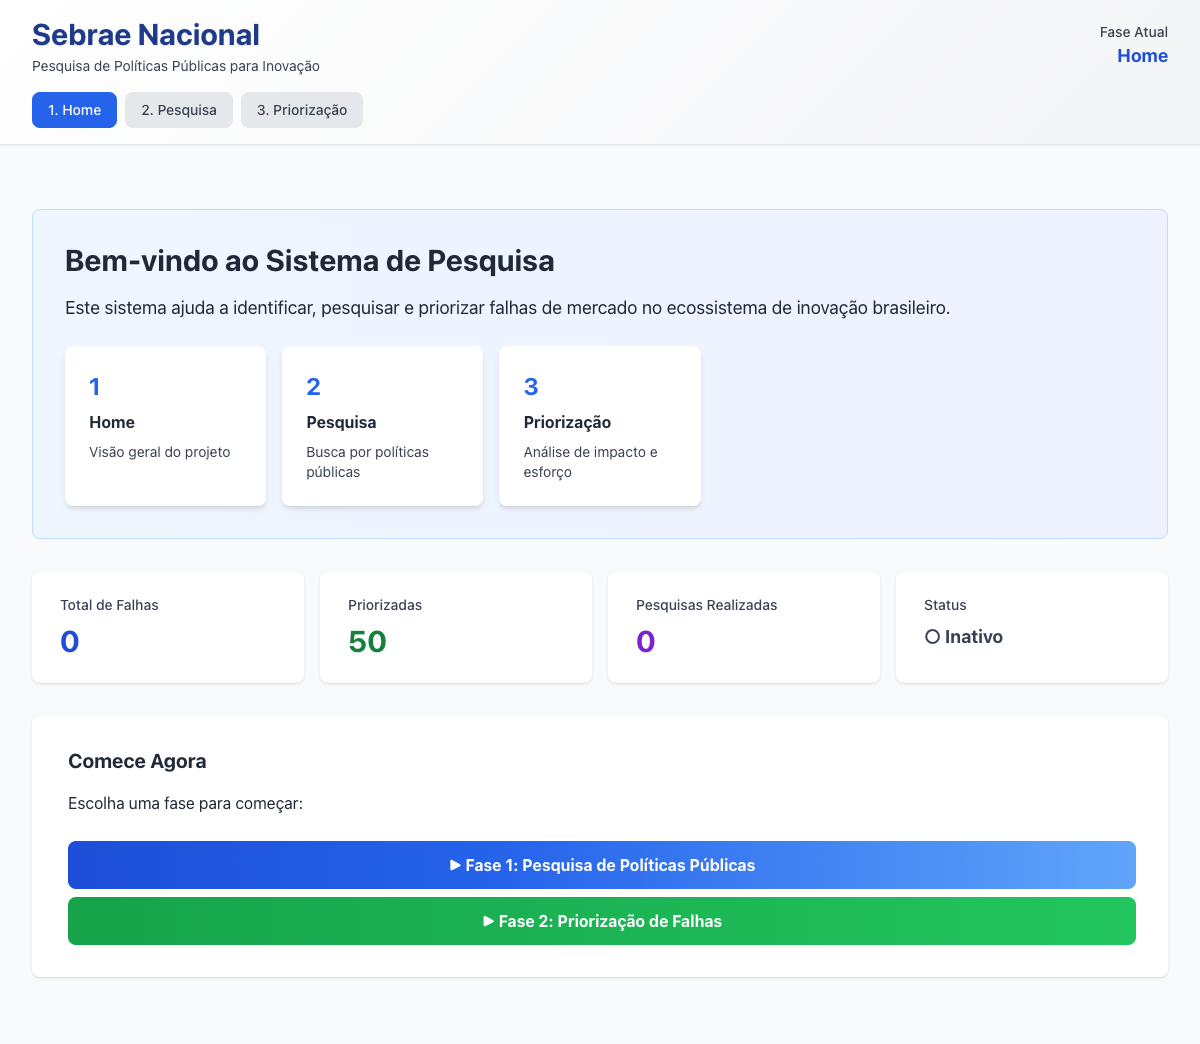 Sebrae Nacional
Pesquisa de Políticas Públicas para Inovação
Fase Atual
Home
1. Home
2. Pesquisa
3. Priorização
Bem-vindo ao Sistema de Pesquisa
Este sistema ajuda a identificar, pesquisar e priorizar falhas de mercado no ecossistema de inovação brasileiro.
1
Home
Visão geral do projeto
2
Pesquisa
Busca por políticas
públicas
3
Priorização
Análise de impacto e
esforço
Total de Falhas
0
Priorizadas
50
Pesquisas Realizadas
0
Status
Inativo
Comece Agora
Escolha uma fase para começar:
Fase 1: Pesquisa de Políticas Públicas
Fase 2: Priorização de Falhas